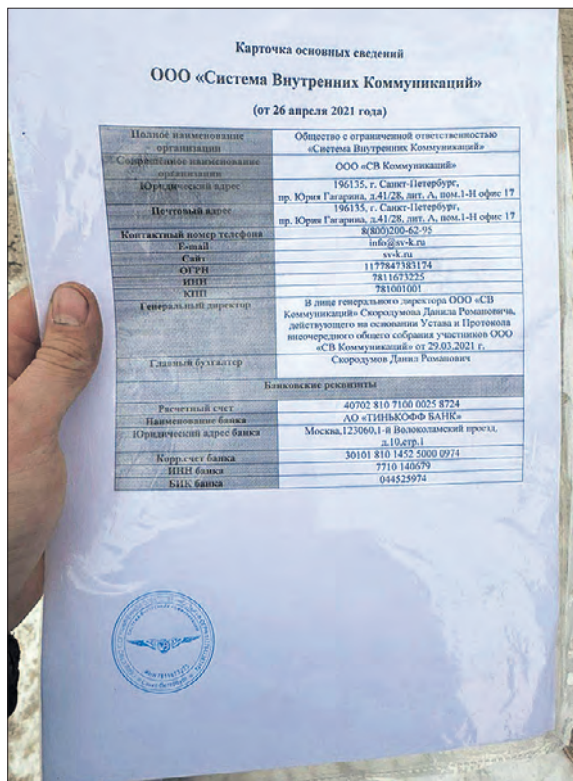 Карточка основных сведений
ООО «Система Внутренних Коммуникаций»
(от 26 апреля 2021 года)
Полное наименование организации
Общество с ограниченной ответственностью
«Система Внутренних Коммуникаций»
наименование организации
ООО «СВ Коммуникаций»
Юридический адрес
196135, г. Санкт-Петербург,
пр. Юрия Гагарина, д.41/28, лит. А, пом.1-Н офис 17
Почтовый адрес
196135, г. Санкт-Петербург,
пр. Юрия Гагарина, д.41/28, лит. А, пом.1-Н офис 17
Контактный номер телефона
8(800)200-62-95
E-mail
info@sv-k.ru
Сайт
sv-k.ru
ОГРН
1177847383174
ИНН
7811673225
КПП
781001001
Генеральный директор
В лице генерального директора ООО «СВ
Коммуникаций» Скородумова Данила Романовича,
действующего на основании Устава и Протокола
внеочередного общего собрания участников ООО
«СВ Коммуникаций» от 29.03.2021 г.
Главный бухгалтер
Скородумов Данил Романович
Банковские реквизиты
Расчетный счет
40702 810 7100 0025 8724
Наименование банка
АО «ТИНЬКОФФ БАНК»
Юридический адрес банка
Москва,123060,1-й Волоколамский проезд,
д.10,стр.1
Корр.счет банка
30101 810 1452 5000 0974
ИНН банка
7710 140679
БИК банка
044525974